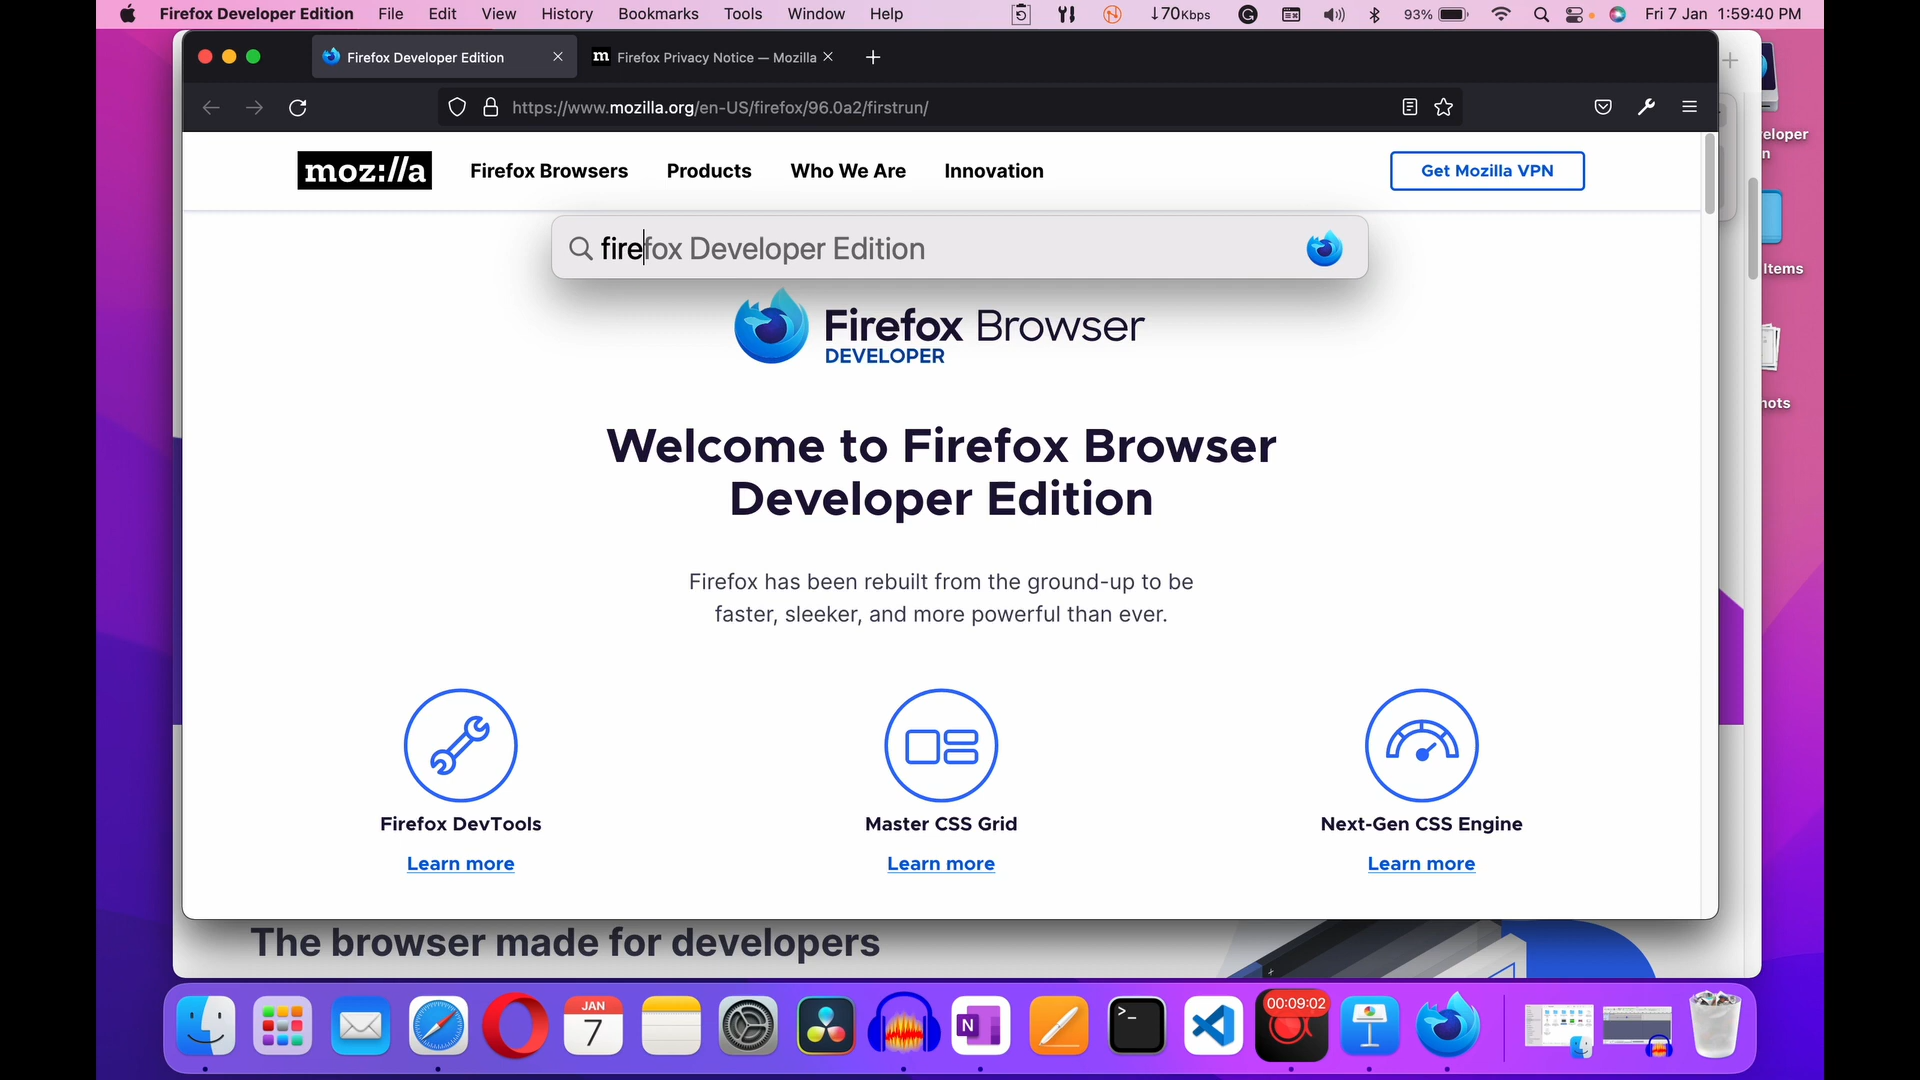 Firefox Developer Edition File Edit View History Bookmarks Tools Window Help ↓70Kbps 93% Fri 7 Jan 1:59:40 PM
Firefox Developer Edition Firefox Privacy Notice — Mozilla
https://www.mozilla.org/en-US/firefox/96.0a2/firstrun/
moz://a Firefox Browsers Products Who We Are Innovation Get Mozilla VPN
firefox Developer Edition
Firefox Browser
DEVELOPER
Welcome to Firefox Browser
Developer Edition
Firefox has been rebuilt from the ground-up to be
faster, sleeker, and more powerful than ever.
Firefox DevTools Master CSS Grid Next-Gen CSS Engine
Learn more Learn more Learn more
eloper
n
Items
hots
The browser made for developers
JAN
7
N
>_
00:09:02